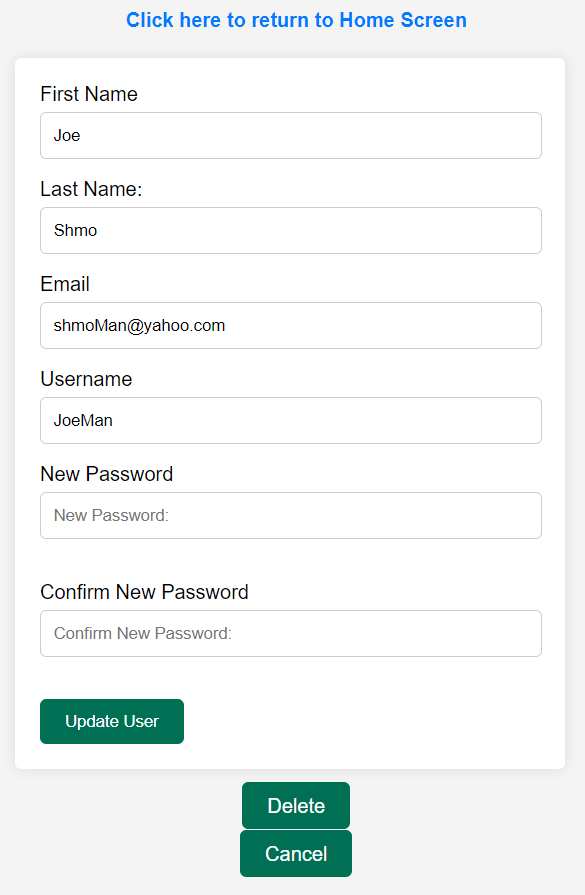 Click here to return to Home Screen
First Name
Joe
Last Name:
Shmo
Email
shmoMan@yahoo.com
Username
JoeMan
New Password
New Password:
Confirm New Password
Confirm New Password:
Update User
Delete
Cancel